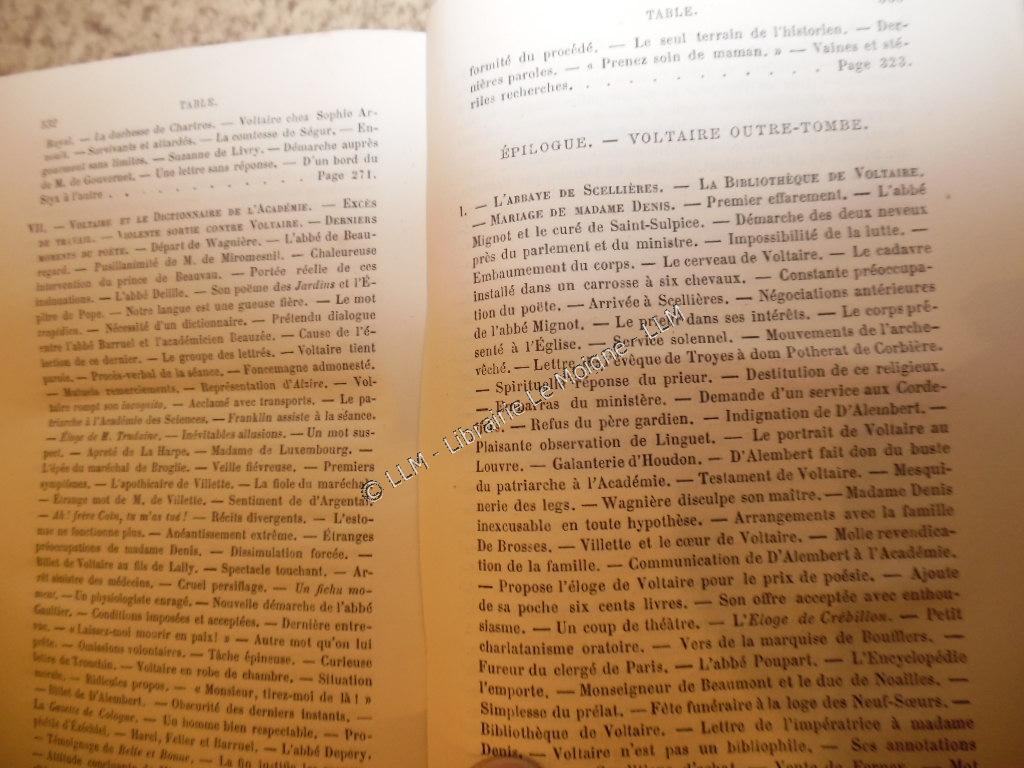 532
TABLE.
Royal. — La duchesse de Chartres. — Voltaire chez Sophie Ar-
nould. — Survivants et attardés. — La comtesse de Ségur. — En-
gouement sans limites. — Suzanne de Livry. — Démarche auprès
de M. de Gouvernet. — Une lettre sans réponse. — D'un bord du
Styx à l'autre . . . . . . . . . . Page 271.
VII. — VOLTAIRE ET LE DICTIONNAIRE DE L'ACADÉMIE. — EXCÈS
DE TRAVAIL. — VIOLENTE SORTIE CONTRE VOLTAIRE. — DERNIERS
MOMENTS DU POËTE. — Départ de Wagnière. — L'abbé de Beau-
regard. — Pusillanimité de M. de Miromesnil. — Chaleureuse
intervention du prince de Beauvau. — Portée réelle de ces
insinuations. — L'abbé Delille. — Son poëme des Jardins et l'É-
pître de Pope. — Notre langue est une gueuse fière. — Le mot
tragédien. — Nécessité d'un dictionnaire. — Prétendu dialogue
entre l'abbé Barruel et l'académicien Beauzée. — Cause de l'é-
lection de ce dernier. — Le groupe des lettrés. — Voltaire tient
parole. — Procès-verbal de la séance. — Foncemagne admonesté.
— Mutuels remerciements. — Représentation d'Alzire. — Vol-
taire rompt son incognito. — Acclamé avec transports. — Le pa-
triarche à l'Académie des Sciences. — Franklin assiste à la séance.
— Éloge de M. Trudaine. — Inévitables allusions. — Un mot sus-
pect. — Apreté de La Harpe. — Madame de Luxembourg. —
L'épée du maréchal de Broglie. — Veille fiévreuse. — Premiers
symptômes. — L'apothicaire de Villette. — La fiole du maréchal.
— Étrange mot de M. de Villette. — Sentiment de d'Argental.
— Ah! frère Caïn, tu m'as tué! — Récits divergents. — L'esto-
mac ne fonctionne plus. — Anéantissement extrême. — Étranges
préoccupations de madame Denis. — Dissimulation forcée. —
Billet de Voltaire au fils de Lally. — Spectacle touchant. — Ar-
rêt sinistre des médecins. — Cruel persiflage. — Un fichu mo-
ment. — Un physiologiste enragé. — Nouvelle démarche de l'abbé
Gaultier. — Conditions imposées et acceptées. — Dernière entre-
vue. — « Laissez-moi mourir en paix! » — Autre mot qu'on lui
prête. — Omissions volontaires. — Tâche épineuse. — Curieuse
lettre de Tronchin. — Voltaire en robe de chambre. — Situation
morale. — Ridicules propos. — « Monsieur, tirez-moi de là! »
— Billet de D'Alembert. — Obscurité des derniers instants. —
La Gazette de Cologne. — Un homme bien respectable. — Pro-
phétie d'Ézéchiel. — Harel, Feller et Barruel. — L'abbé Depery.
— Témoignage de Belle et Bonne. — La fin justifie les
— Attitude
TABLE.
formité du procédé. — Le seul terrain de l'historien. — Der-
nières paroles. — « Prenez soin de maman. » — Vaines et sté-
riles recherches. . . . . . . . . . . Page 323.
ÉPILOGUE. — VOLTAIRE OUTRE-TOMBE.
I. — L'ABBAYE DE SCELLIÈRES. — LA BIBLIOTHÈQUE DE VOLTAIRE.
— MARIAGE DE MADAME DENIS. — Premier effarement. — L'abbé
Mignot et le curé de Saint-Sulpice. — Démarche des deux neveux
près du parlement et du ministre. — Impossibilité de la lutte. —
Embaumement du corps. — Le cerveau de Voltaire. — Le cadavre
installé dans un carrosse à six chevaux. — Constante préoccupa-
tion du poëte. — Arrivée à Scellières. — Négociations antérieures
de l'abbé Mignot. — Le prieur dans ses intérêts. — Le corps pré-
senté à l'Église. — Service solennel. — Mouvements de l'arche-
vêché. — Lettre de l'évêque de Troyes à dom Potherat de Corbière.
— Spirituelle réponse du prieur. — Destitution de ce religieux.
— Embarras du ministère. — Demande d'un service aux Corde-
liers. — Refus du père gardien. — Indignation de D'Alembert. —
Plaisante observation de Linguet. — Le portrait de Voltaire au
Louvre. — Galanterie d'Houdon. — D'Alembert fait don du buste
du patriarche à l'Académie. — Testament de Voltaire. — Mesqui-
nerie des legs. — Wagnière disculpe son maître. — Madame Denis
inexcusable en toute hypothèse. — Arrangements avec la famille
De Brosses. — Villette et le cœur de Voltaire. — Molle revendica-
tion de la famille. — Communication de D'Alembert à l'Académie.
— Propose l'éloge de Voltaire pour le prix de poésie. — Ajoute
de sa poche six cents livres. — Son offre acceptée avec enthou-
siasme. — Un coup de théâtre. — L'Éloge de Crébillon. — Petit
charlatanisme oratoire. — Vers de la marquise de Boufflers. —
Fureur du clergé de Paris. — L'abbé Poupart. — L'Encyclopédie
l'emporte. — Monseigneur de Beaumont et le duc de Noailles. —
Simplesse du prélat. — Fête funéraire à la loge des Neuf-Sœurs. —
Bibliothèque de Voltaire. — Lettre de l'impératrice à madame
Denis. — Voltaire n'est pas un bibliophile. — Ses annotations
— Conditions d'achat. — Vente de Ferney. — Mot
© LLM - Librairie Le Moigne - LLM